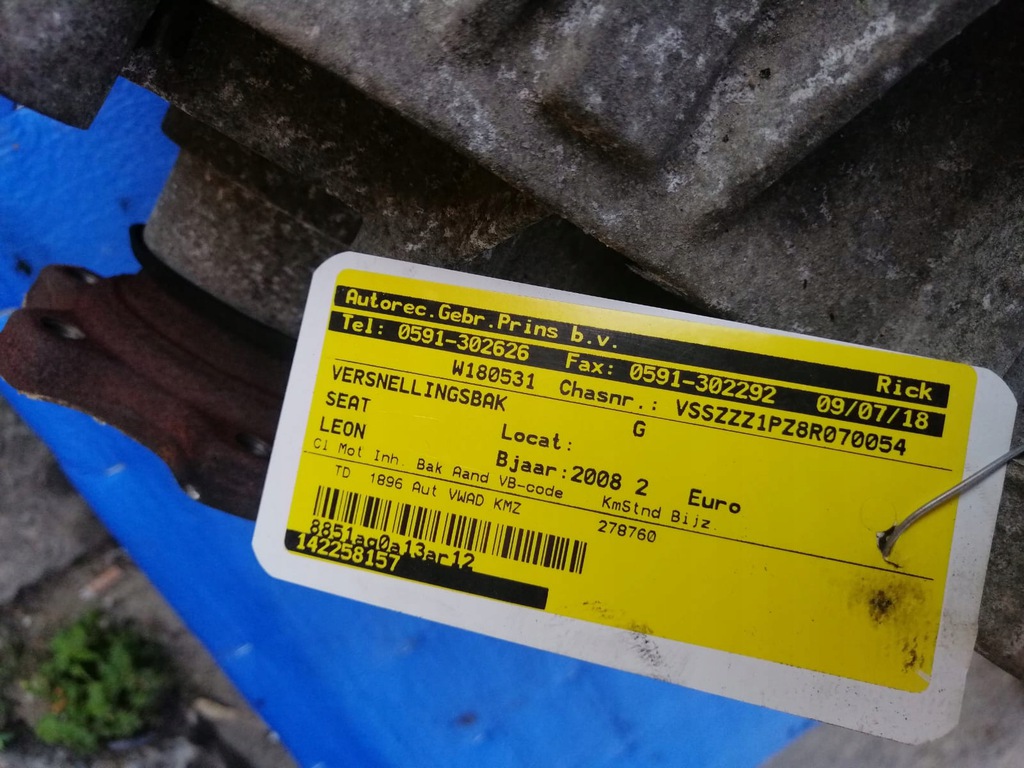 Autorec.Gebr.Prins b.v. Rick
Tel: 0591-302626 Fax: 0591-302292 09/07/18
W180531 Chasnr.: VSSZZZ1PZ8R070054
VERSNELLINGSBAK G
SEAT Locat:
LEON Bjaar:2008 2 Euro
Cl Mot Inh. Bak Aand VB-code KmStnd Bijz.
TD 1896 Aut VWAD KMZ 278760
8851aq0a13ar12
142258157